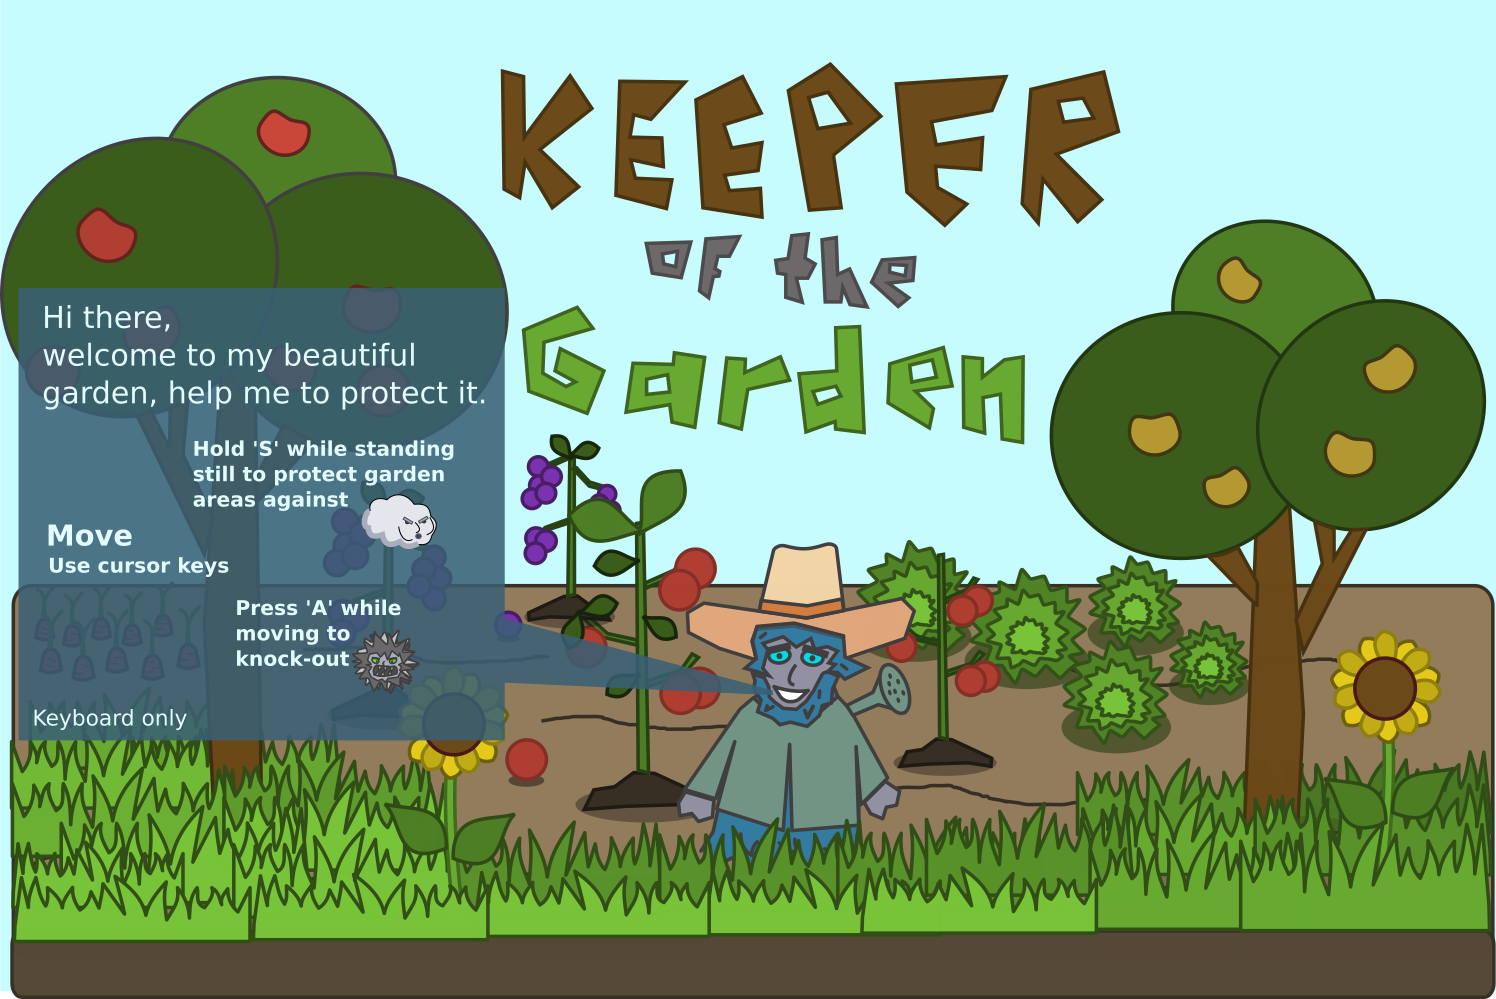 KEEPER
of the
Garden
Hi there,
welcome to my beautiful
garden, help me to protect it.
Hold 'S' while standing
still to protect garden
areas against
Move
Use cursor keys
Press 'A' while
moving to
knock-out
Keyboard only